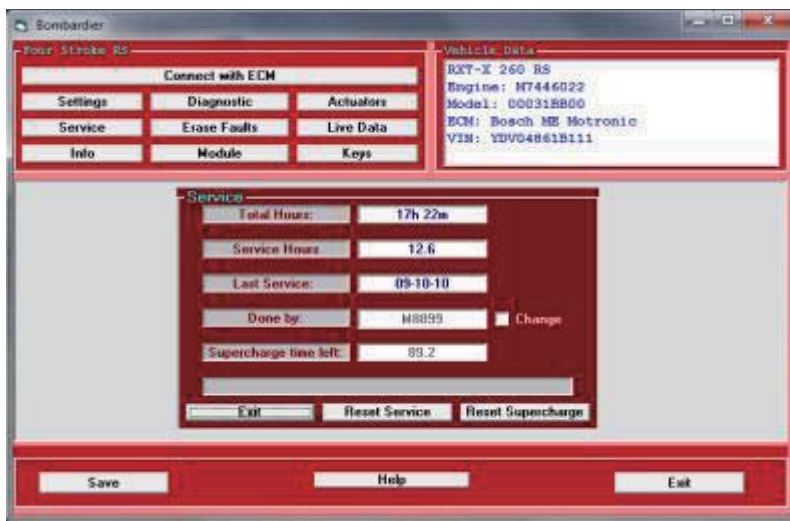 Bombardier
Four Stroke RS
Connect with ECM
Settings Diagnostic Actuators
Service Erase Faults Live Data
Info Module Keys
Vehicle Data
RXT-X 260 RS
Engine: M7446022
Model: 00031BB00
ECM: Bosch ME Motronic
VIN: YDV04861B111
Service
Total Hours: 17h 22m
Service Hours 12.6
Last Service: 09-10-10
Done by: M8899 Change
Supercharge time left: 89.2
Exit Reset Service Reset Supercharge
Save Help Exit